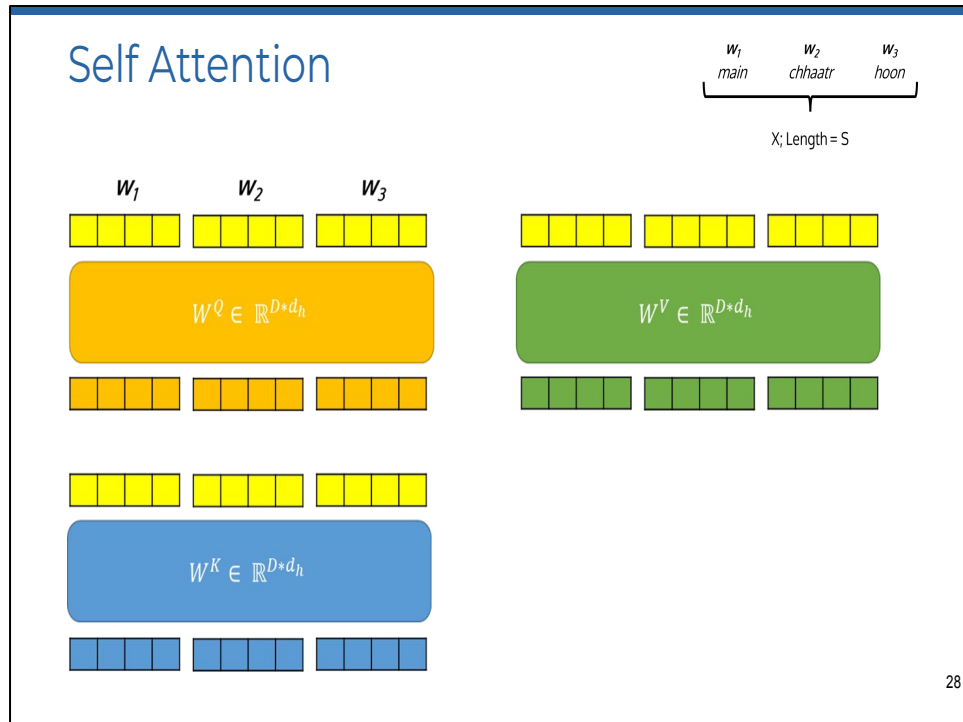 Self Attention
w₁ w₂ w₃
main chhaatr hoon
X; Length = S
w₁ w₂ w₃
W^Q ∈ ℝ^{D*d_h}
W^V ∈ ℝ^{D*d_h}
W^K ∈ ℝ^{D*d_h}
28